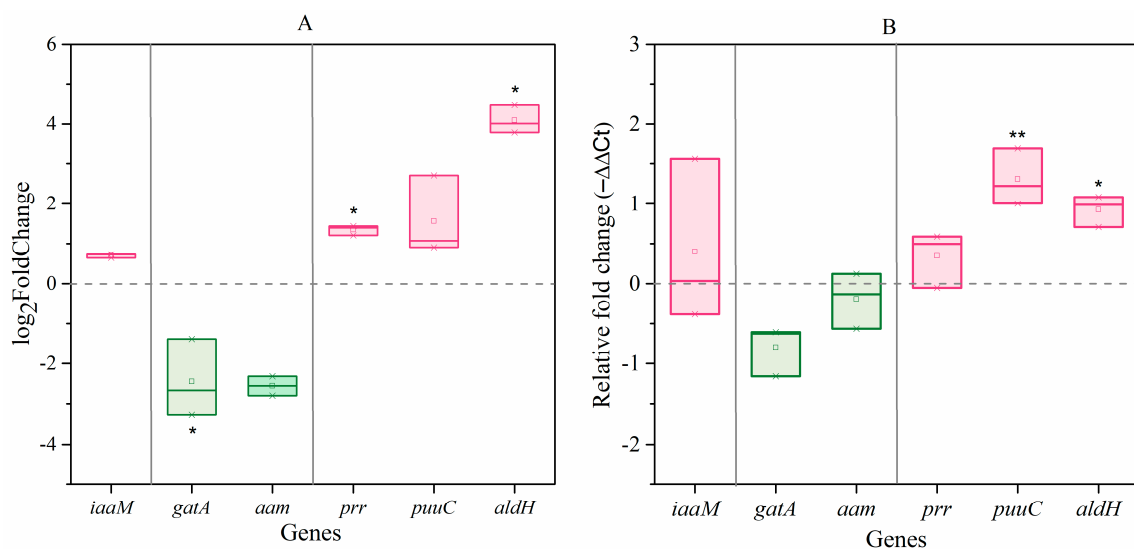 A
log2FoldChange
6
4
2
0
-2
-4
*
*
*
iaaM
gatA
aam
prr
puuC
aldH
Genes
B
Relative fold change (−ΔΔCt)
3
2
1
0
-1
-2
**
*
iaaM
gatA
aam
prr
puuC
aldH
Genes